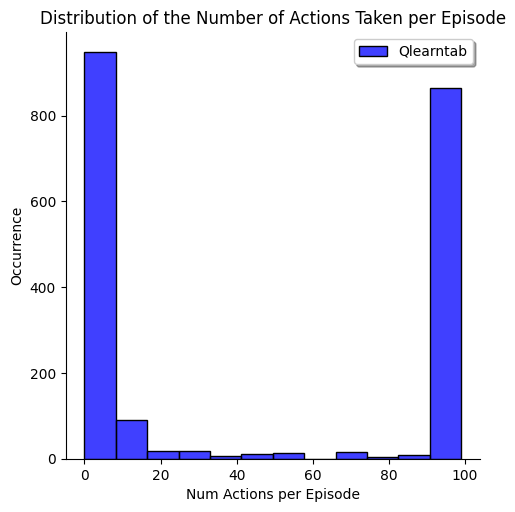 Distribution of the Number of Actions Taken per Episode
Qlearntab
800
600
400
200
0
Occurrence
0 20 40 60 80 100
Num Actions per Episode